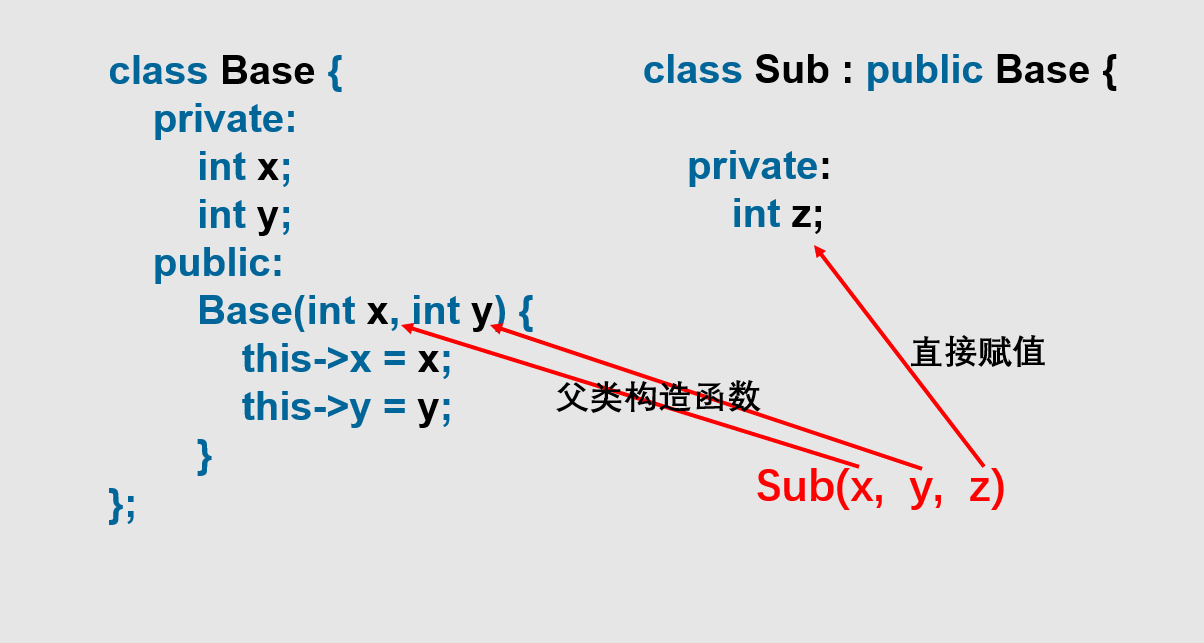 class Base {
private:
int x;
int y;
public:
Base(int x, int y) {
this->x = x;
this->y = y;
}
};
class Sub : public Base {
private:
int z;
直接赋值
父类构造函数
Sub(x, y, z)